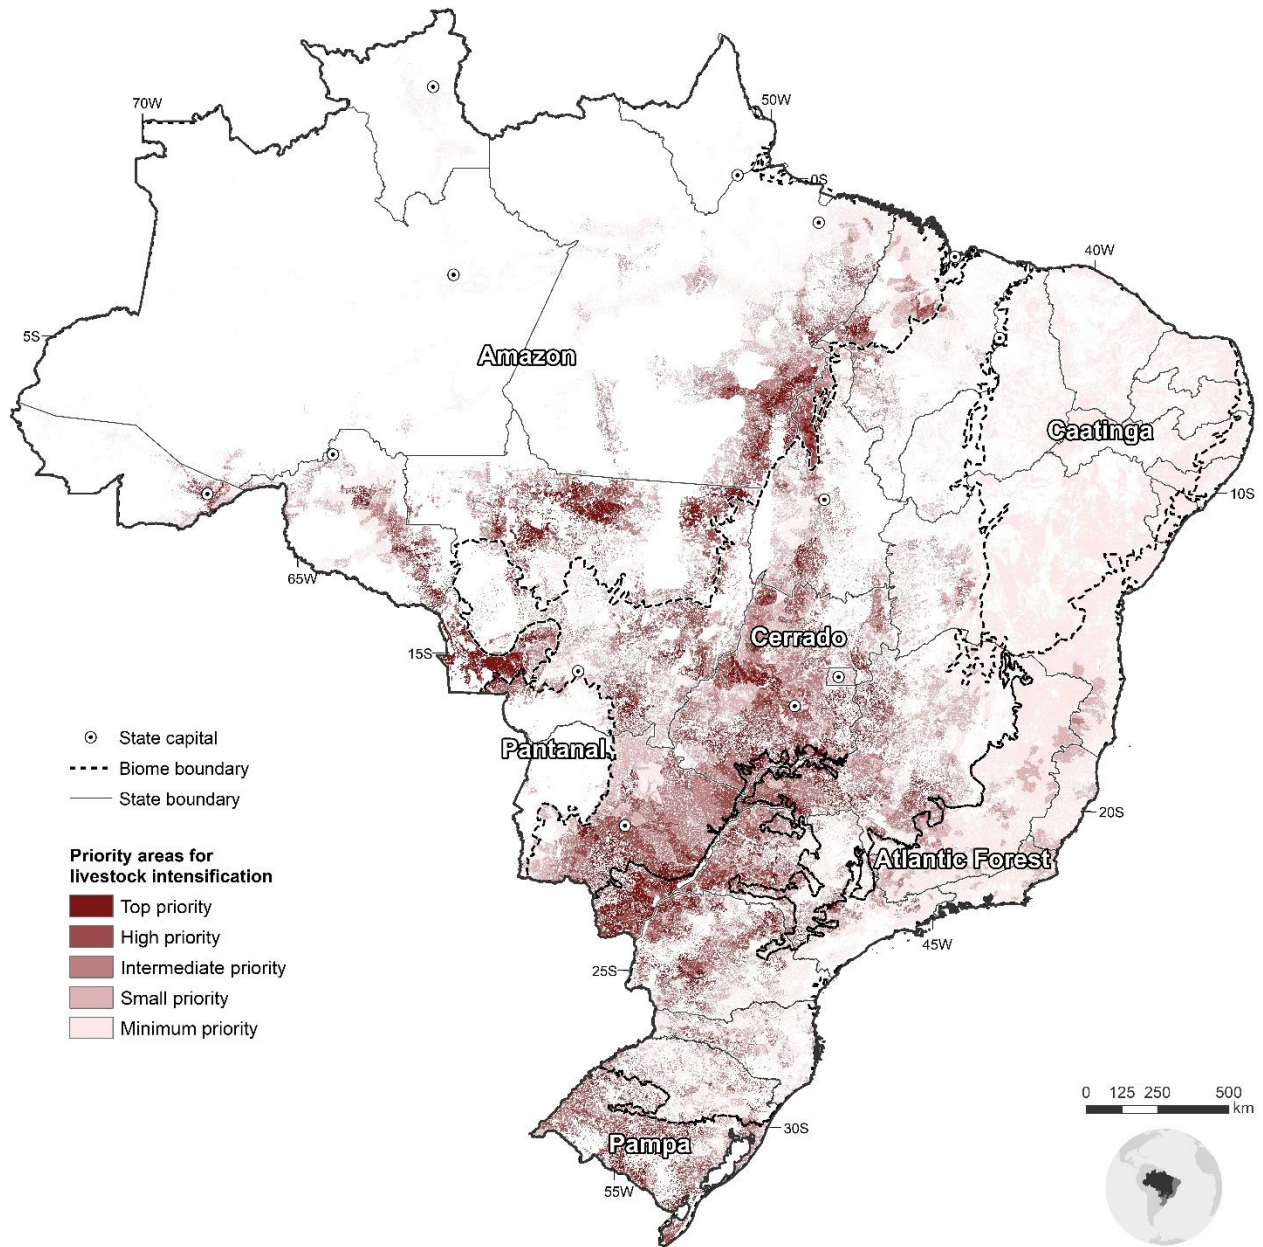 70W
50W
0S
40W
5S
Amazon
Caatinga
10S
65W
Cerrado
15S
State capital
Biome boundary
State boundary
Pantanal
20S
Priority areas for
livestock intensification
Top priority
High priority
Intermediate priority
Small priority
Minimum priority
Atlantic Forest
45W
25S
0 125 250 500
km
30S
Pampa
55W